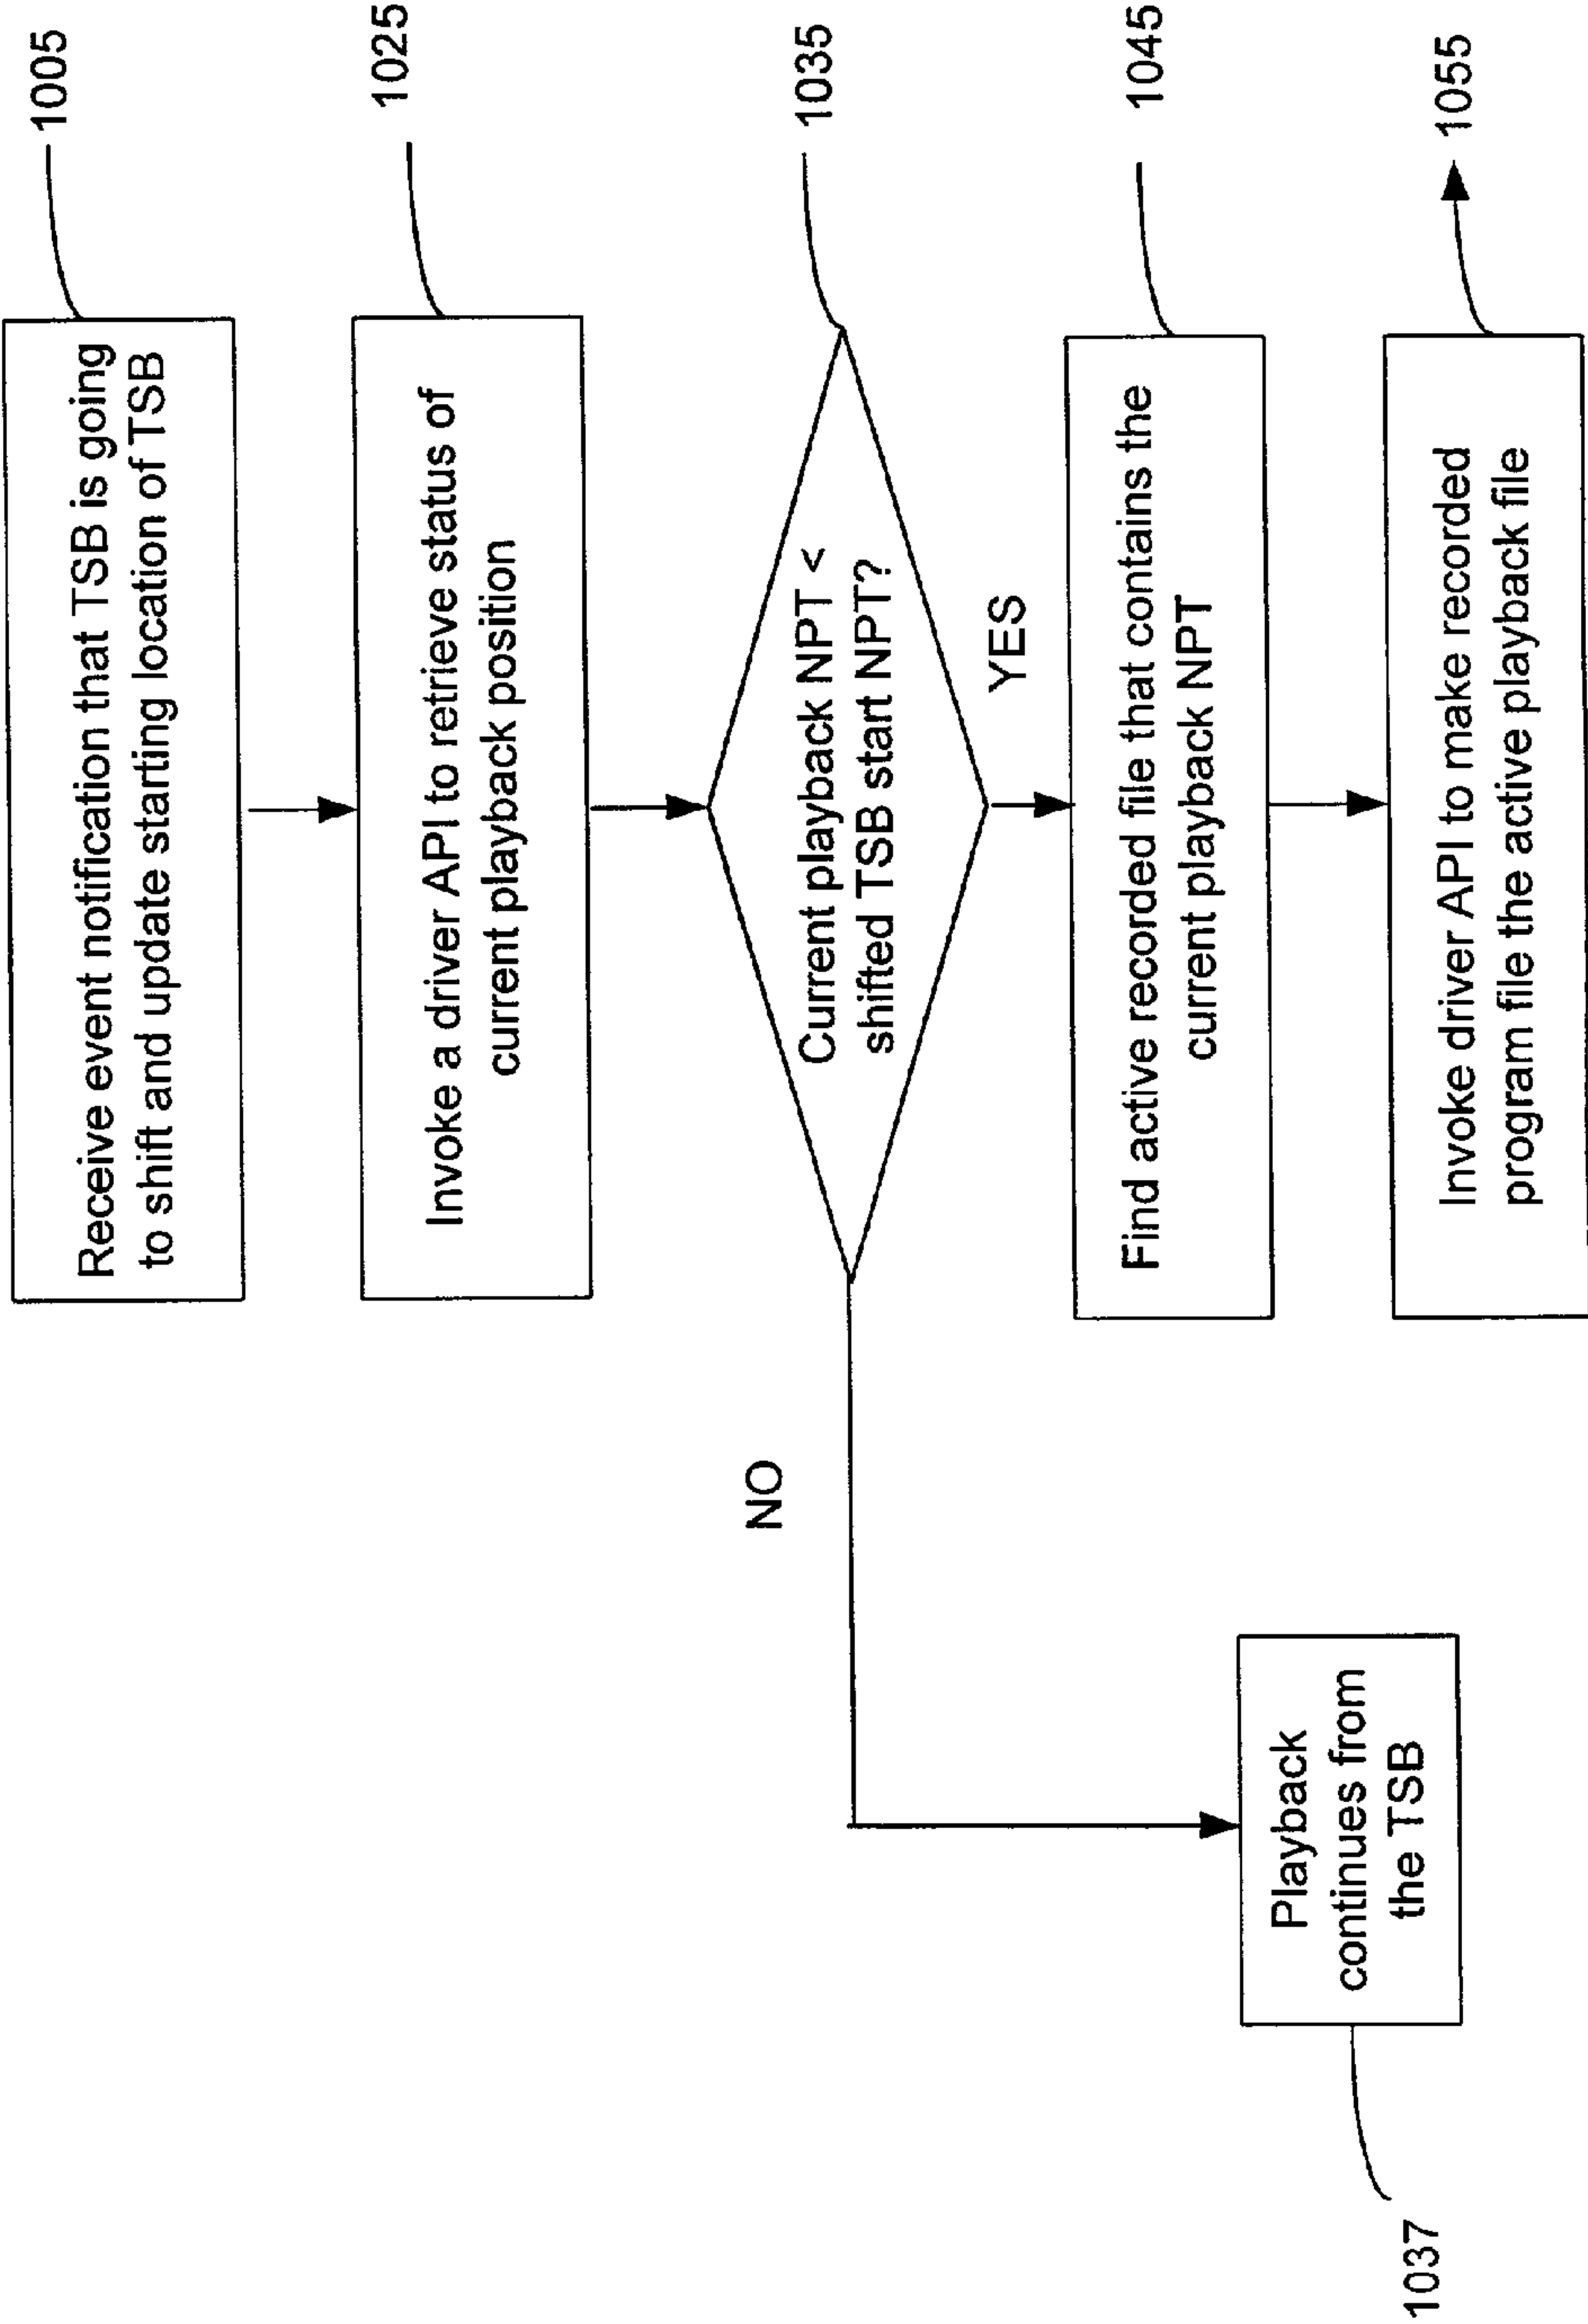 Receive event notification that TSB is going
to shift and update starting location of TSB
1005
Invoke a driver API to retrieve status of
current playback position
1025
Current playback NPT <
shifted TSB start NPT?
1035
NO
YES
Find active recorded file that contains the
current playback NPT
1045
Invoke driver API to make recorded
program file the active playback file
1055
Playback
continues from
the TSB
1037